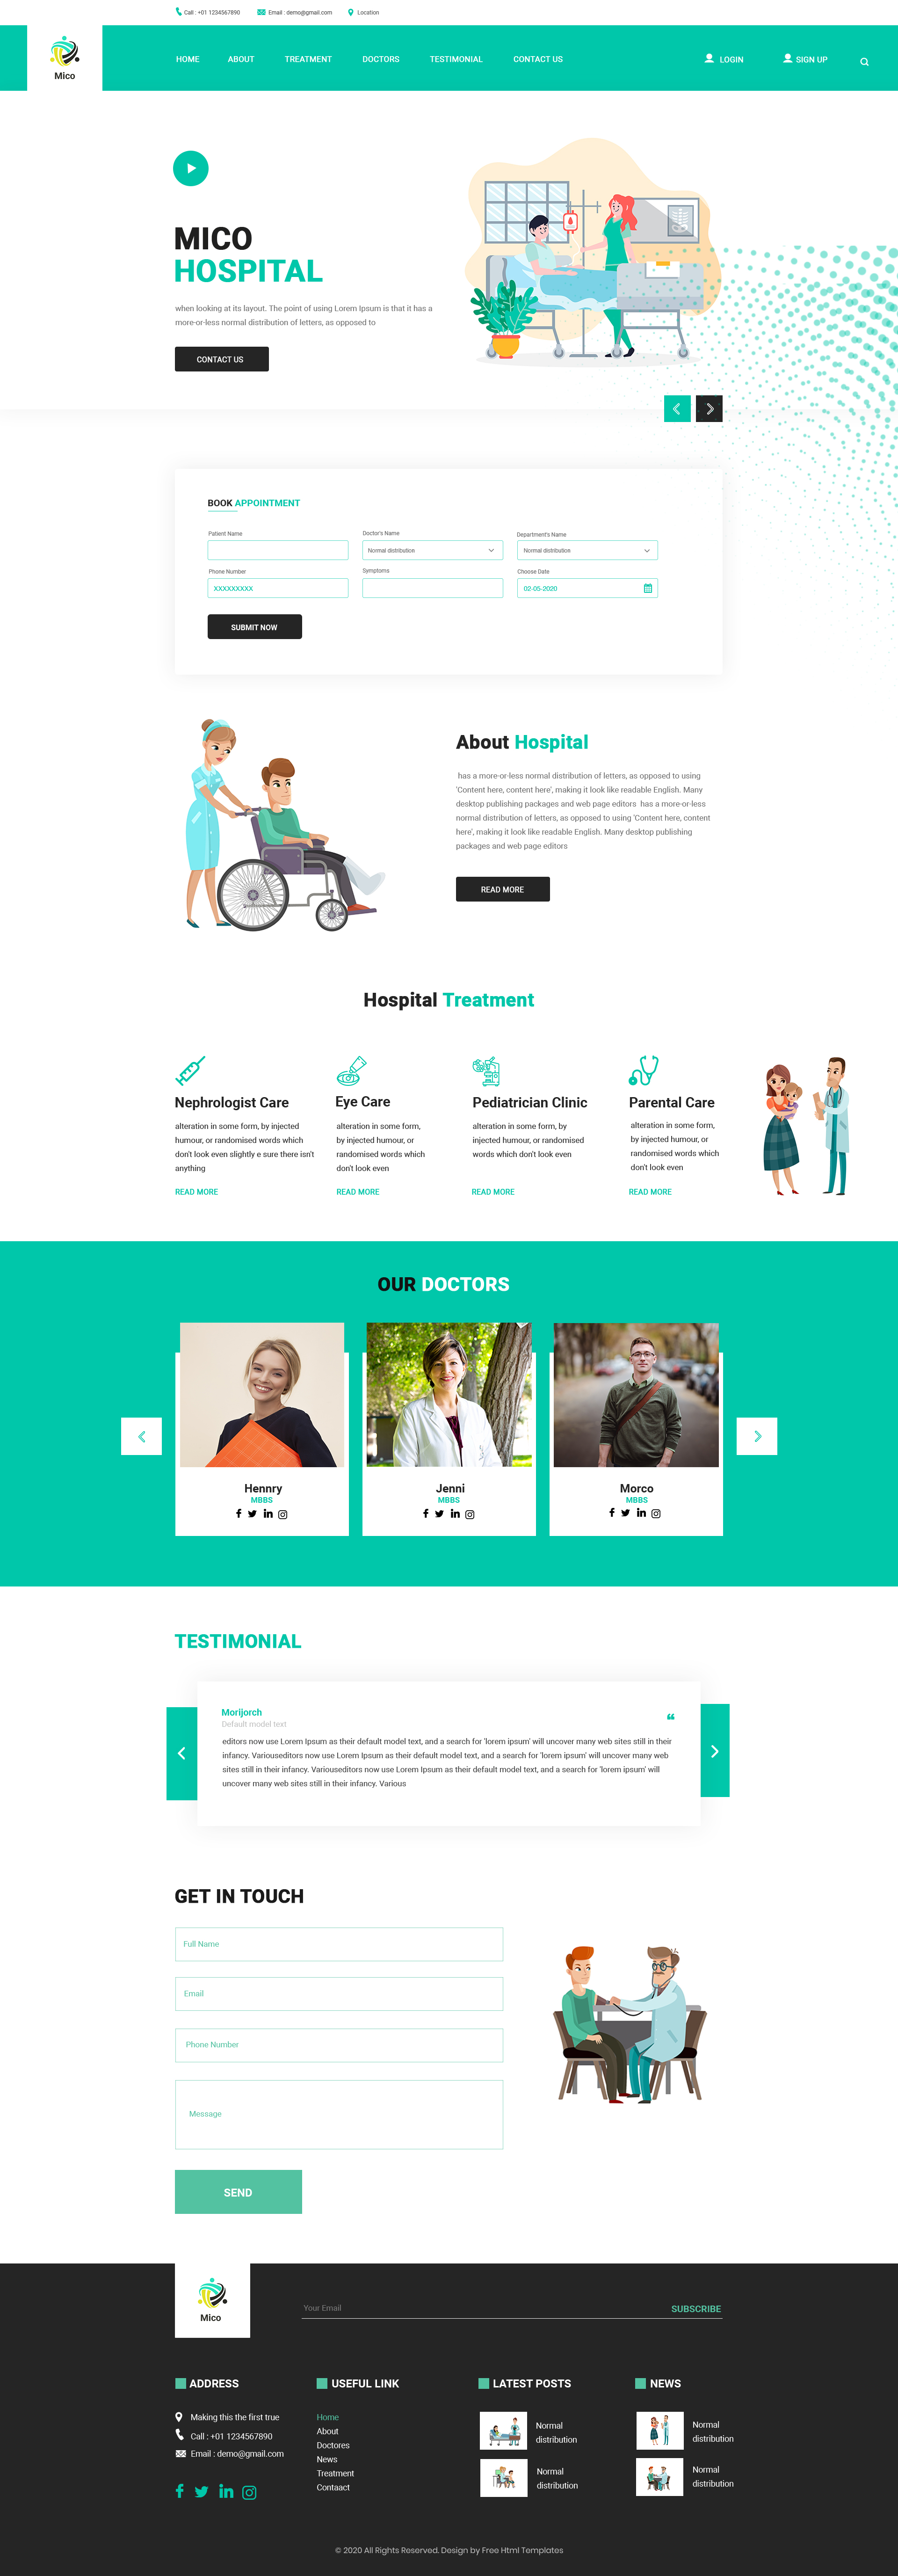 Call : +01 1234567890
Email : demo@gmail.com
Location
Mico
HOME
ABOUT
TREATMENT
DOCTORS
TESTIMONIAL
CONTACT US
LOGIN
SIGN UP
MICO
HOSPITAL
when looking at its layout. The point of using Lorem Ipsum is that it has a
more-or-less normal distribution of letters, as opposed to
CONTACT US
BOOK APPOINTMENT
Patient Name
Doctor's Name
Normal distribution
Department's Name
Normal distribution
Phone Number
XXXXXXXXX
Symptoms
Choose Date
02-05-2020
SUBMIT NOW
About Hospital
has a more-or-less normal distribution of letters, as opposed to using
'Content here, content here', making it look like readable English. Many
desktop publishing packages and web page editors  has a more-or-less
normal distribution of letters, as opposed to using 'Content here, content
here', making it look like readable English. Many desktop publishing
packages and web page editors
READ MORE
Hospital Treatment
Nephrologist Care
alteration in some form, by injected
humour, or randomised words which
don't look even slightly e sure there isn't
anything
READ MORE
Eye Care
alteration in some form,
by injected humour, or
randomised words which
don't look even
READ MORE
Pediatrician Clinic
alteration in some form, by
injected humour, or randomised
words which don't look even
READ MORE
Parental Care
alteration in some form,
by injected humour, or
randomised words which
don't look even
READ MORE
OUR DOCTORS
Hennry
MBBS
Jenni
MBBS
Morco
MBBS
TESTIMONIAL
Morijorch
Default model text
❝
editors now use Lorem Ipsum as their default model text, and a search for 'lorem ipsum' will uncover many web sites still in their
infancy. Variouseditors now use Lorem Ipsum as their default model text, and a search for 'lorem ipsum' will uncover many web
sites still in their infancy. Variouseditors now use Lorem Ipsum as their default model text, and a search for 'lorem ipsum' will
uncover many web sites still in their infancy. Various
GET IN TOUCH
Full Name
Email
Phone Number
Message
SEND
Mico
Your Email
SUBSCRIBE
ADDRESS
Making this the first true
Call : +01 1234567890
Email : demo@gmail.com
USEFUL LINK
Home
About
Doctores
News
Treatment
Contaact
LATEST POSTS
Normal
distribution
Normal
distribution
NEWS
Normal
distribution
Normal
distribution
© 2020 All Rights Reserved. Design by Free Html Templates